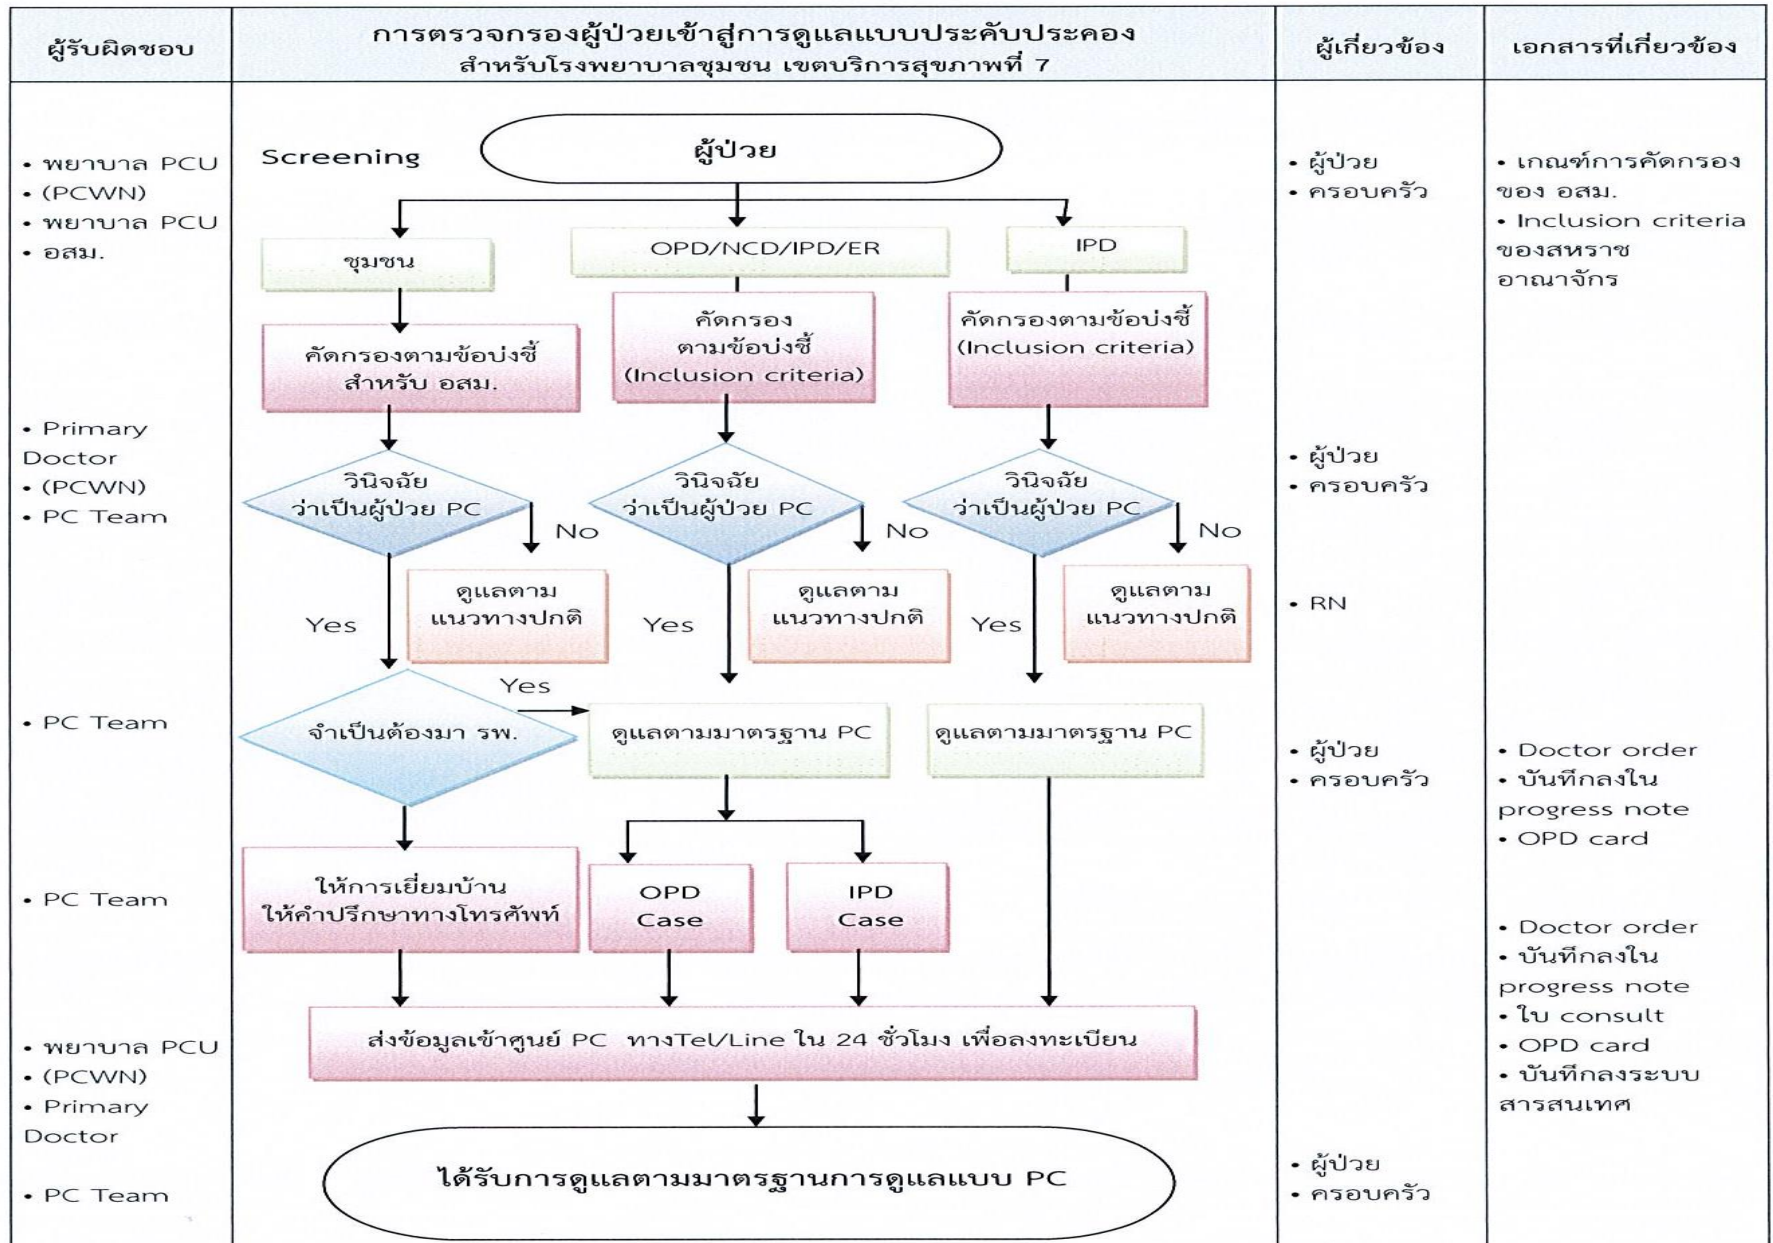 ผู้รับผิดชอบ
การตรวจกรองผู้ป่วยเข้าสู่การดูแลแบบประคับประคอง
สำหรับโรงพยาบาลชุมชน เขตบริการสุขภาพที่ 7
ผู้เกี่ยวข้อง
เอกสารที่เกี่ยวข้อง
• พยาบาล PCU
• (PCWN)
• พยาบาล PCU
• อสม.
• Primary
Doctor
• (PCWN)
• PC Team
• PC Team
• PC Team
• พยาบาล PCU
• (PCWN)
• Primary
Doctor
• PC Team
Screening
ผู้ป่วย
ชุมชน
OPD/NCD/IPD/ER
IPD
คัดกรองตามข้อบ่งชี้
สำหรับ อสม.
คัดกรอง
ตามข้อบ่งชี้
(Inclusion criteria)
คัดกรองตามข้อบ่งชี้
(Inclusion criteria)
วินิจฉัย
ว่าเป็นผู้ป่วย PC
No
วินิจฉัย
ว่าเป็นผู้ป่วย PC
No
วินิจฉัย
ว่าเป็นผู้ป่วย PC
No
Yes
ดูแลตาม
แนวทางปกติ
Yes
ดูแลตาม
แนวทางปกติ
Yes
ดูแลตาม
แนวทางปกติ
จำเป็นต้องมา รพ.
Yes
ดูแลตามมาตรฐาน PC
ดูแลตามมาตรฐาน PC
ให้การเยี่ยมบ้าน
ให้คำปรึกษาทางโทรศัพท์
OPD
Case
IPD
Case
ส่งข้อมูลเข้าศูนย์ PC ทางTel/Line ใน 24 ชั่วโมง เพื่อลงทะเบียน
ได้รับการดูแลตามมาตรฐานการดูแลแบบ PC
• ผู้ป่วย
• ครอบครัว
• ผู้ป่วย
• ครอบครัว
• RN
• ผู้ป่วย
• ครอบครัว
• ผู้ป่วย
• ครอบครัว
• เกณฑ์การคัดกรอง
ของ อสม.
• Inclusion criteria
ของสหราช
อาณาจักร
• Doctor order
• บันทึกลงใน
progress note
• OPD card
• Doctor order
• บันทึกลงใน
progress note
• ใบ consult
• OPD card
• บันทึกลงระบบ
สารสนเทศ